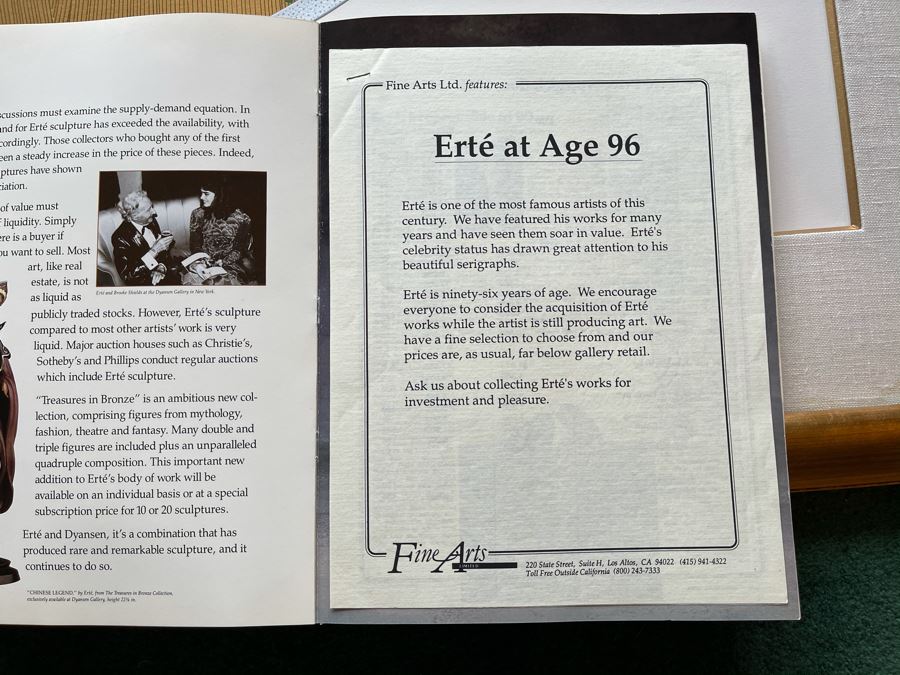 scussions must examine the supply-demand equation. In
nd for Erté sculpture has exceeded the availability, with
cordingly. Those collectors who bought any of the first
een a steady increase in the price of these pieces. Indeed,
ptures have shown
iation.
of value must
liquidity. Simply
ere is a buyer if
u want to sell. Most
art, like real
estate, is not
as liquid as
publicly traded stocks. However, Erté's sculpture
compared to most other artists' work is very
liquid. Major auction houses such as Christie's,
Sotheby's and Phillips conduct regular auctions
which include Erté sculpture.
"Treasures in Bronze" is an ambitious new col-
lection, comprising figures from mythology,
fashion, theatre and fantasy. Many double and
triple figures are included plus an unparalleled
quadruple composition. This important new
addition to Erté's body of work will be
available on an individual basis or at a special
subscription price for 10 or 20 sculptures.
Erté and Dyansen, it's a combination that has
produced rare and remarkable sculpture, and it
continues to do so.
Erté and Brooke Shields at the Dyansen Gallery in New York.
"CHINESE LEGEND," by Erté, from The Treasures in Bronze Collection,
exclusively available at Dyansen Gallery, height 22½ in.
Fine Arts Ltd. features:
Erté at Age 96
Erté is one of the most famous artists of this
century. We have featured his works for many
years and have seen them soar in value. Erté's
celebrity status has drawn great attention to his
beautiful serigraphs.
Erté is ninety-six years of age. We encourage
everyone to consider the acquisition of Erté
works while the artist is still producing art. We
have a fine selection to choose from and our
prices are, as usual, far below gallery retail.
Ask us about collecting Erté's works for
investment and pleasure.
Fine Arts
LIMITED
220 State Street, Suite H, Los Altos, CA 94022 (415) 941-4322
Toll Free Outside California (800) 243-7333